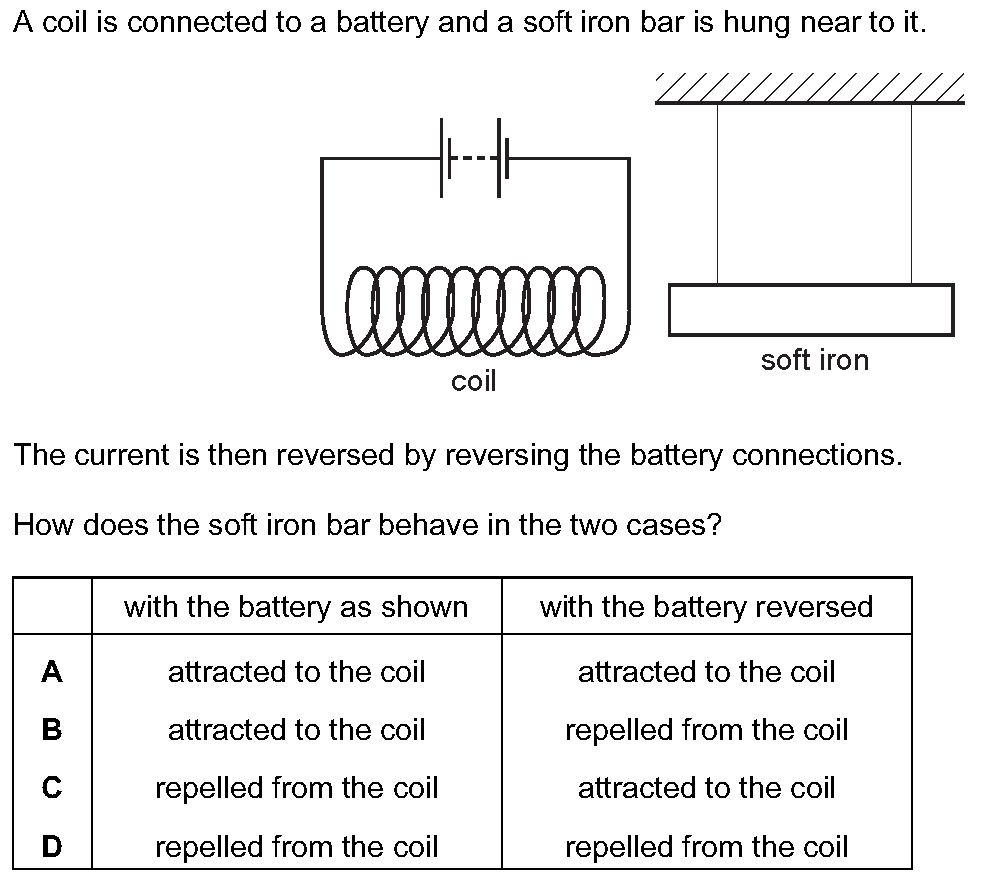 A coil is connected to a battery and a soft iron bar is hung near to it.
coil
soft iron
The current is then reversed by reversing the battery connections.
How does the soft iron bar behave in the two cases?
with the battery as shown with the battery reversed
A attracted to the coil attracted to the coil
B attracted to the coil repelled from the coil
C repelled from the coil attracted to the coil
D repelled from the coil repelled from the coil